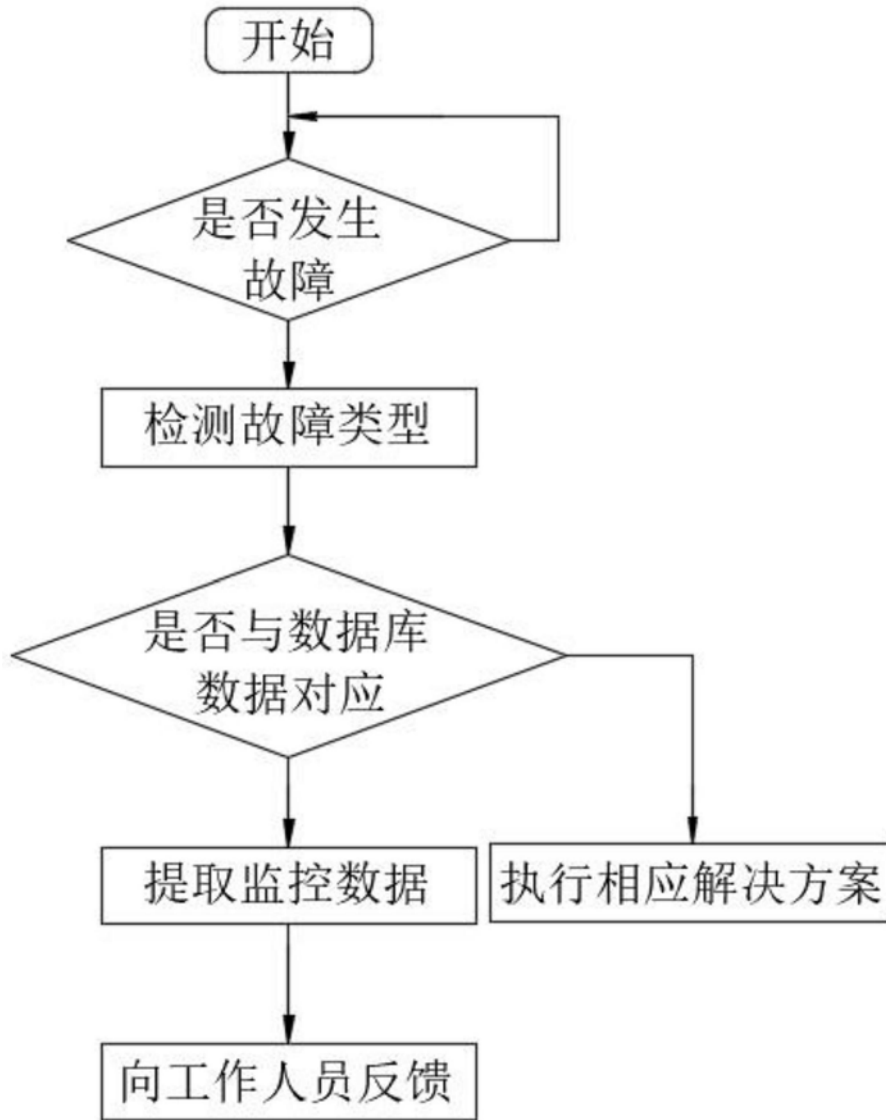 开始
是否发生
故障
检测故障类型
是否与数据库
数据对应
提取监控数据
执行相应解决方案
向工作人员反馈